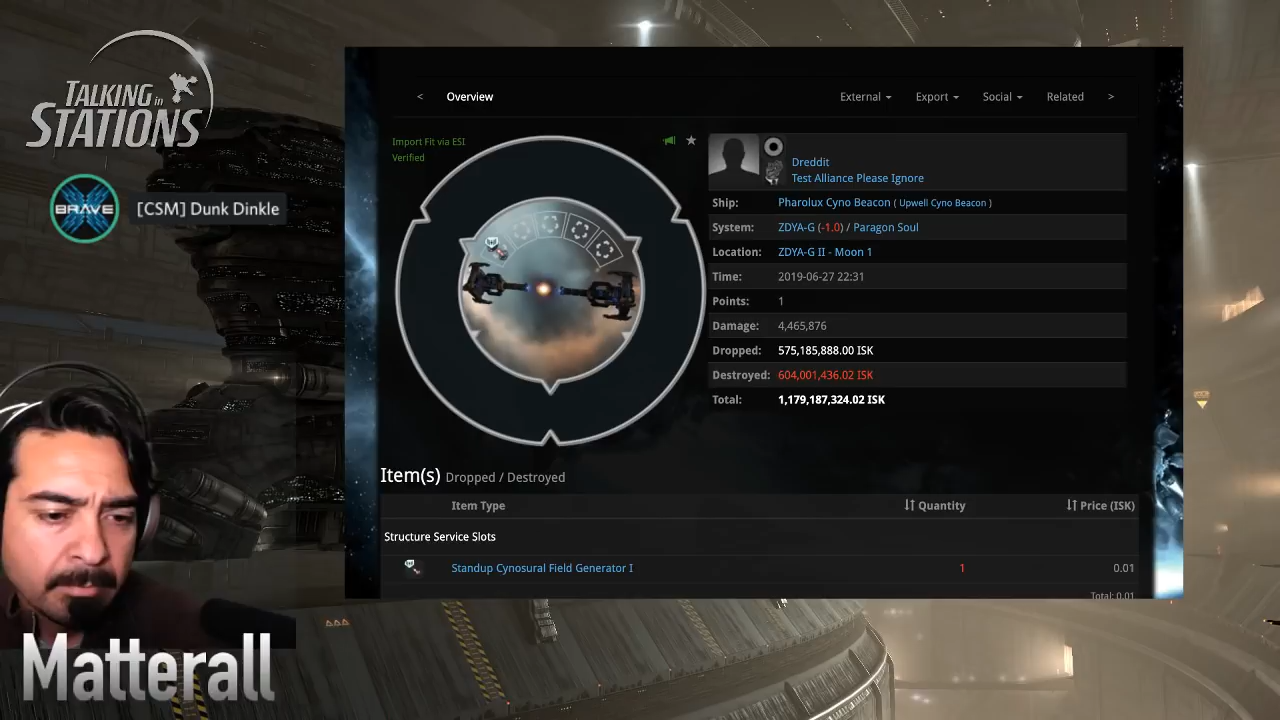 TALKING in
STATIONS
BRAVE
[CSM] Dunk Dinkle
Matterall
<
Overview
External
Export
Social
Related
>
Import Fit via ESI
Verified
Dreddit
Test Alliance Please Ignore
Ship: Pharolux Cyno Beacon ( Upwell Cyno Beacon )
System: ZDYA-G (-1.0) / Paragon Soul
Location: ZDYA-G II - Moon 1
Time: 2019-06-27 22:31
Points: 1
Damage: 4,465,876
Dropped: 575,185,888.00 ISK
Destroyed: 604,001,436.02 ISK
Total: 1,179,187,324.02 ISK
Item(s) Dropped / Destroyed
Item Type Quantity Price (ISK)
Structure Service Slots
Standup Cynosural Field Generator I 1 0.01
Total: 0.01